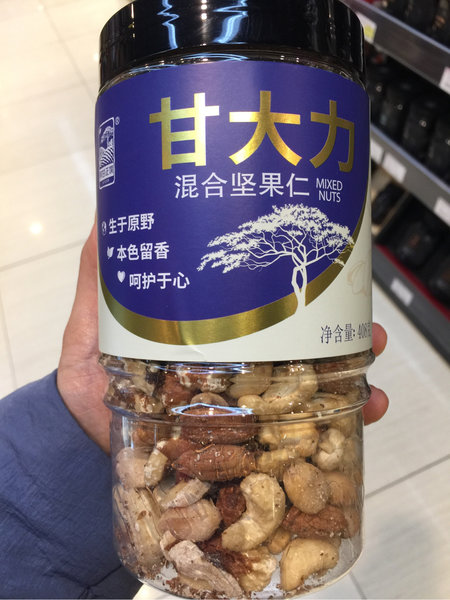 甘大力
混合坚果仁
MIXED
NUTS
生于原野
本色留香
呵护于心
净含量: